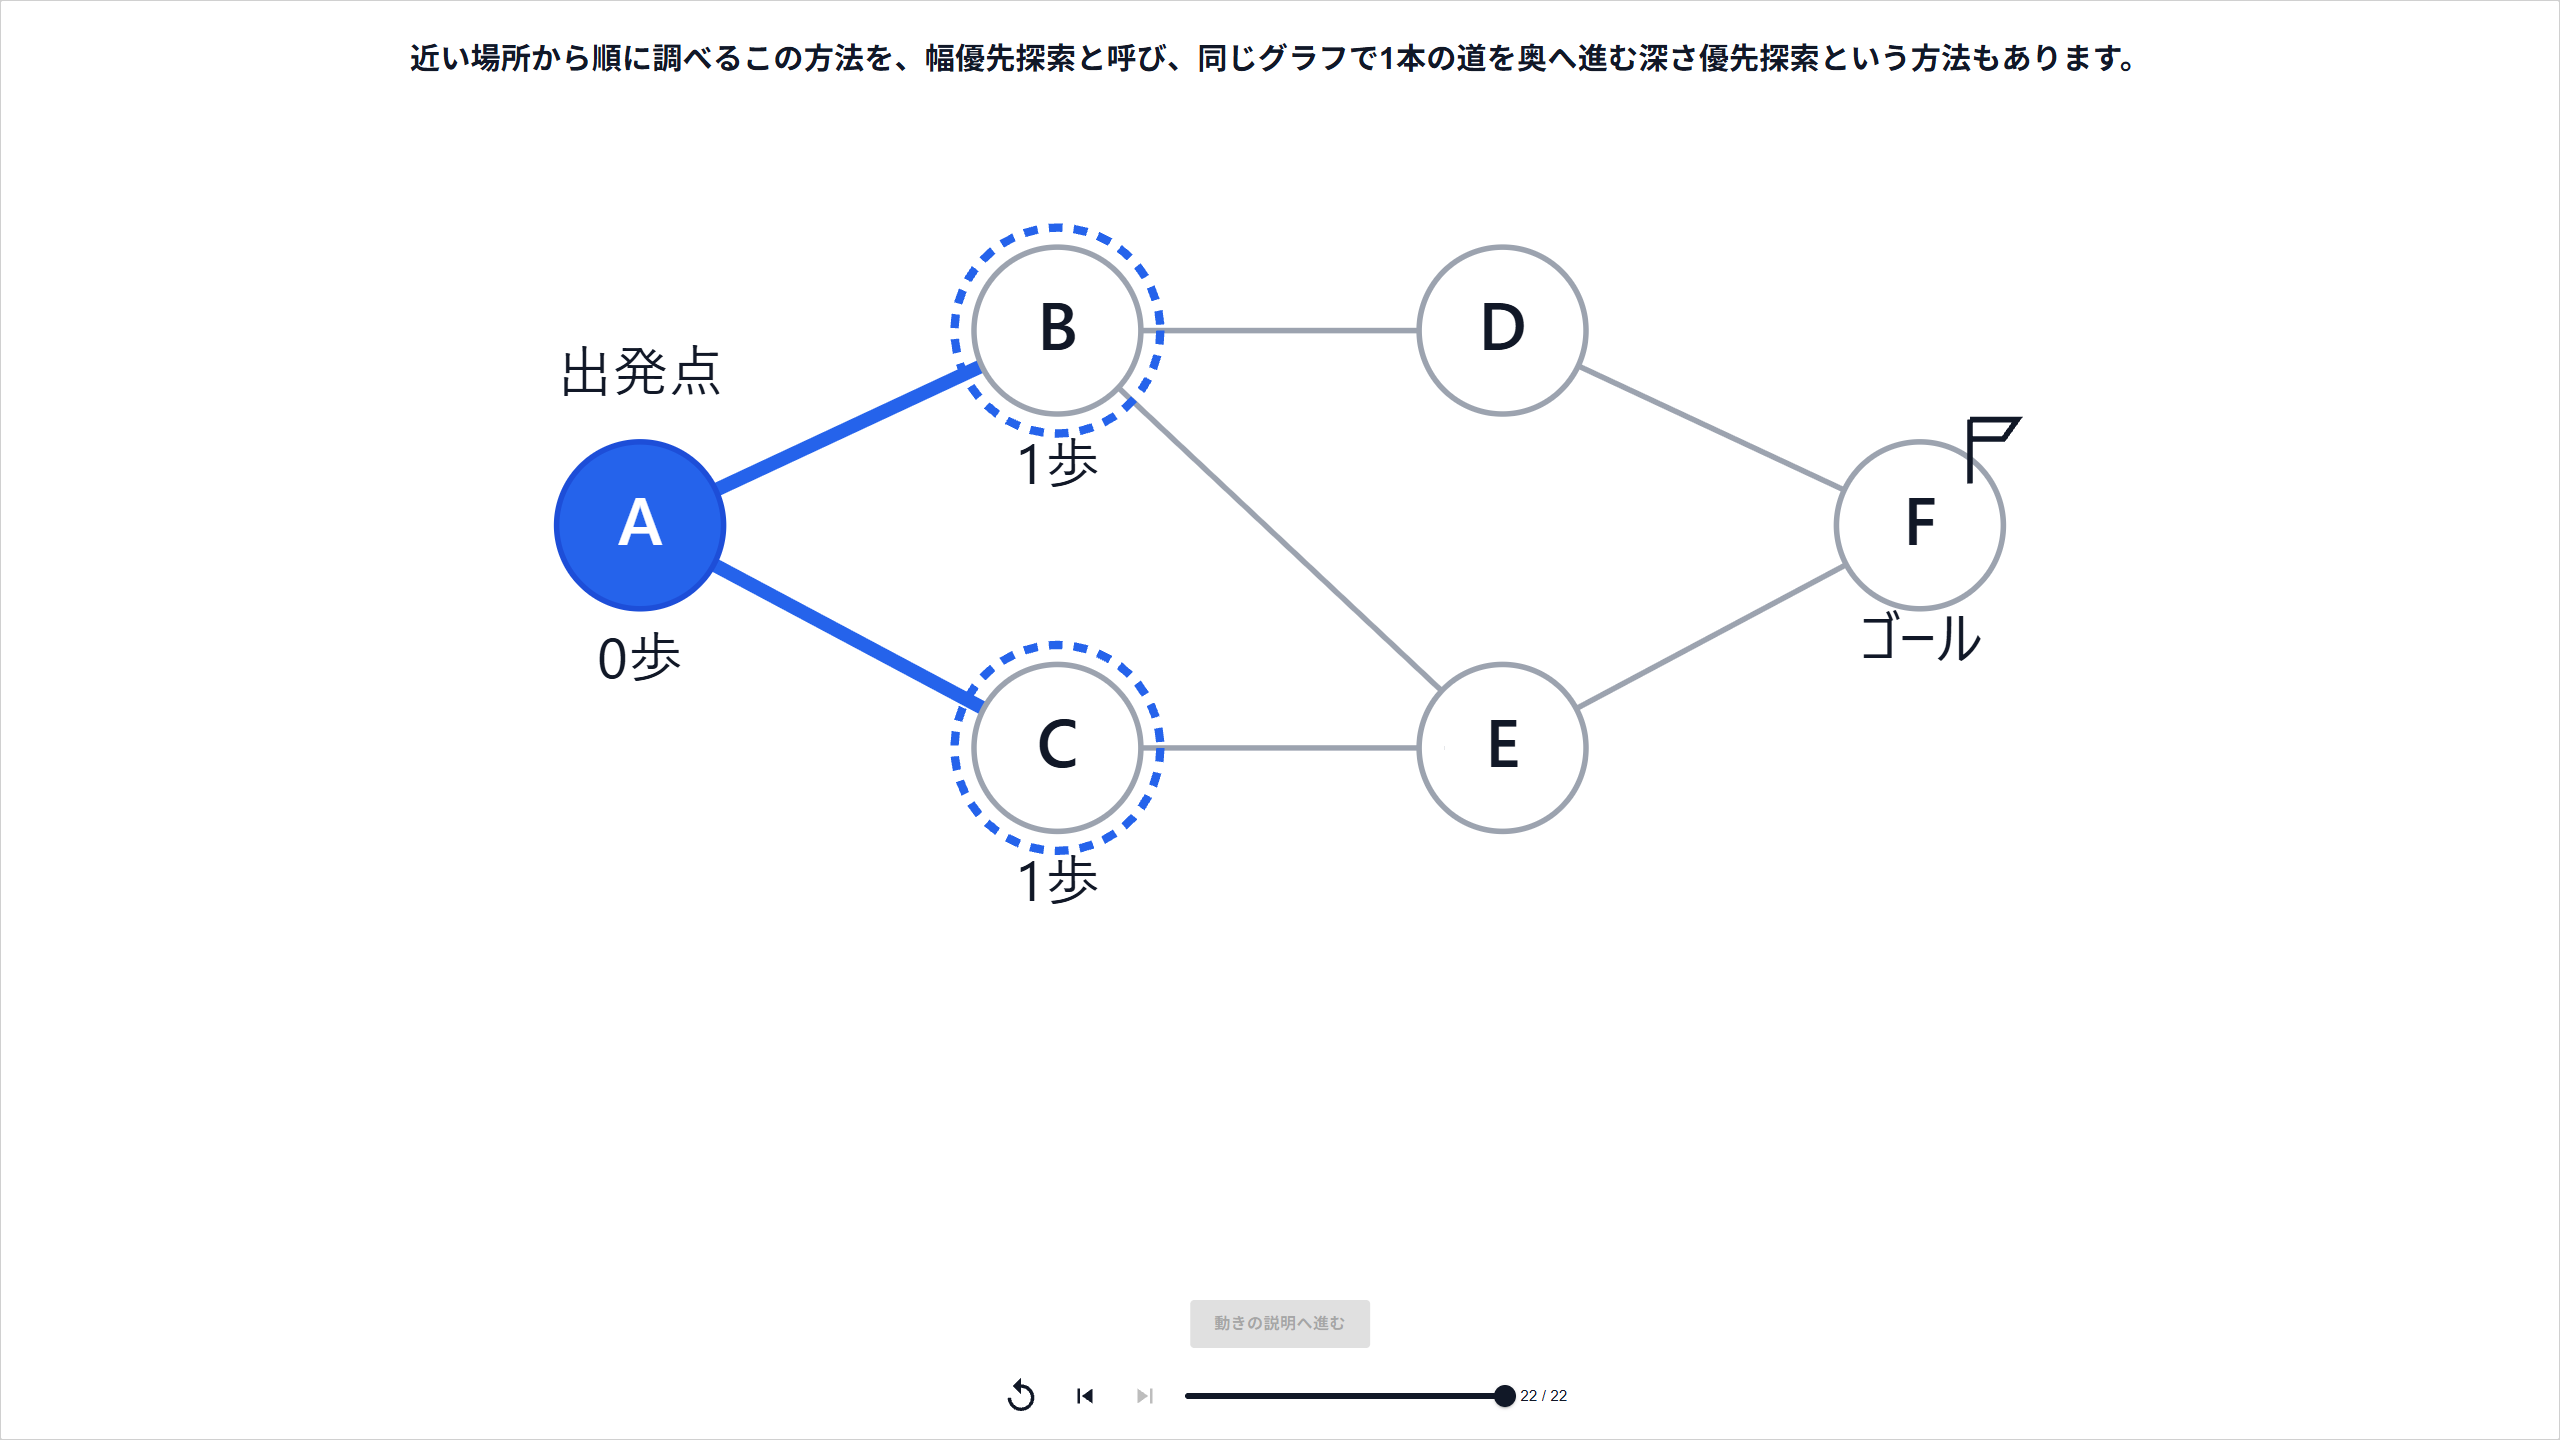 近い場所から順に調べるこの方法を、幅優先探索と呼び、同じグラフで1本の道を奥へ進む深さ優先探索という方法もあります。
出発点
A
0歩
B
1歩
C
1歩
D
E
F
ゴール
動きの説明へ進む
22 / 22